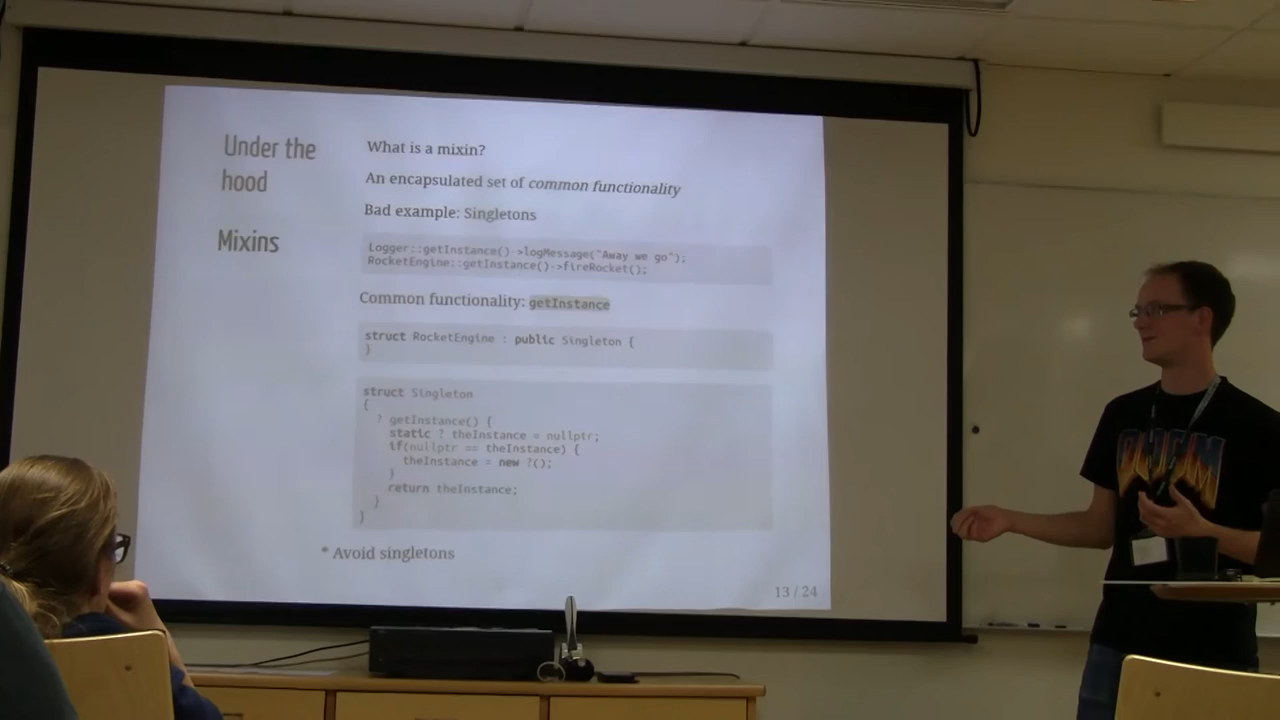 Under the
hood
Mixins
What is a mixin?
An encapsulated set of common functionality
Bad example: Singletons
Logger::getInstance()->logMessage("Away we go");
RocketEngine::getInstance()->fireRocket();
Common functionality: getInstance
struct RocketEngine : public Singleton {
}
struct Singleton
{
? getInstance() {
static ? theInstance = nullptr;
if(nullptr == theInstance) {
theInstance = new ?();
}
return theInstance;
}
}
* Avoid singletons
13 / 24
DOOM